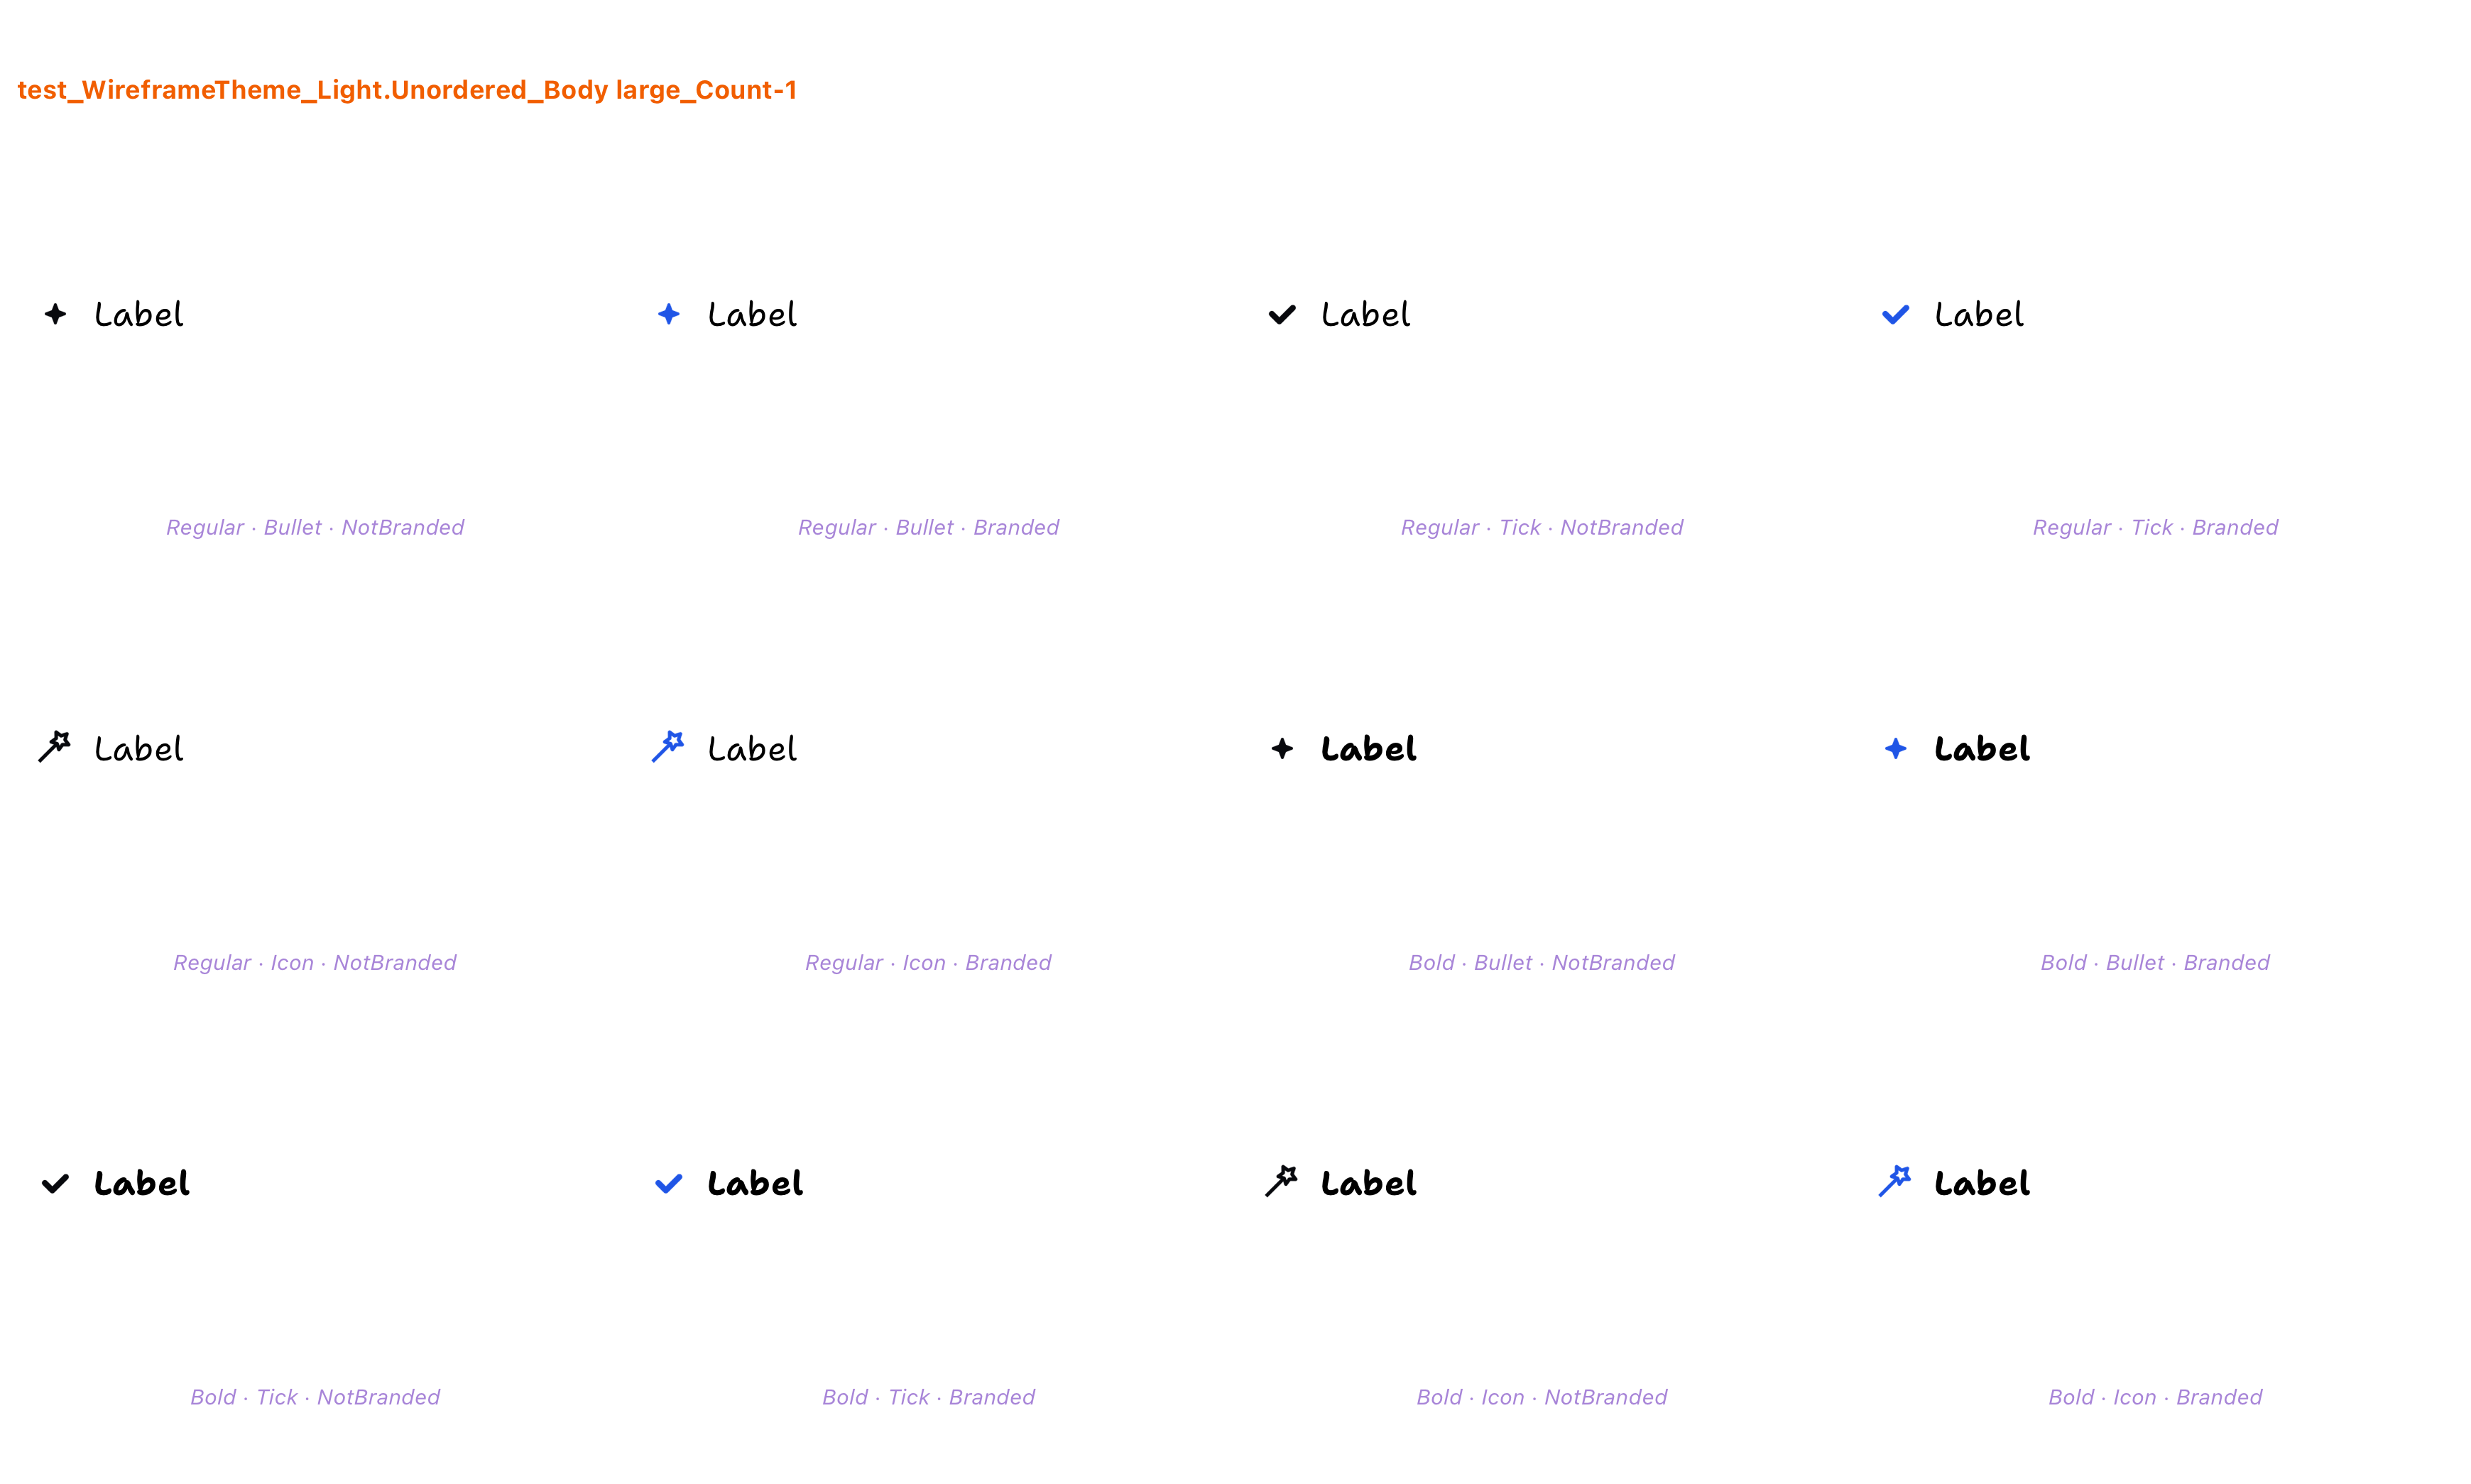 test_WireframeTheme_Light.Unordered_Body large_Count-1
Label
Label
Label
Label
Regular · Bullet · NotBranded
Regular · Bullet · Branded
Regular · Tick · NotBranded
Regular · Tick · Branded
Label
Label
Label
Label
Regular · Icon · NotBranded
Regular · Icon · Branded
Bold · Bullet · NotBranded
Bold · Bullet · Branded
Label
Label
Label
Label
Bold · Tick · NotBranded
Bold · Tick · Branded
Bold · Icon · NotBranded
Bold · Icon · Branded